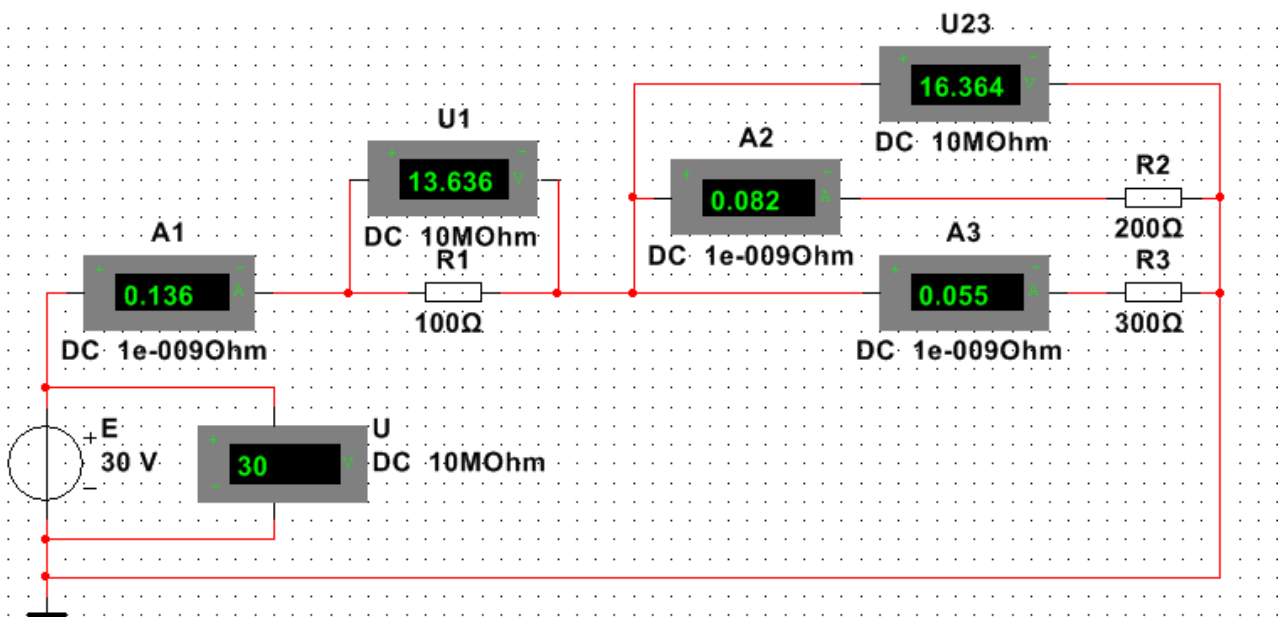 U23
+ -
16.364 V
DC 10MOhm
U1
+ -
13.636 V
DC 10MOhm
A2
+ -
0.082 A
DC 1e-009Ohm
R2
200Ω
A1
+ -
0.136 A
DC 1e-009Ohm
R1
100Ω
A3
+ -
0.055 A
DC 1e-009Ohm
R3
300Ω
+ E
30 V
-
U
+
30 V
-
DC 10MOhm